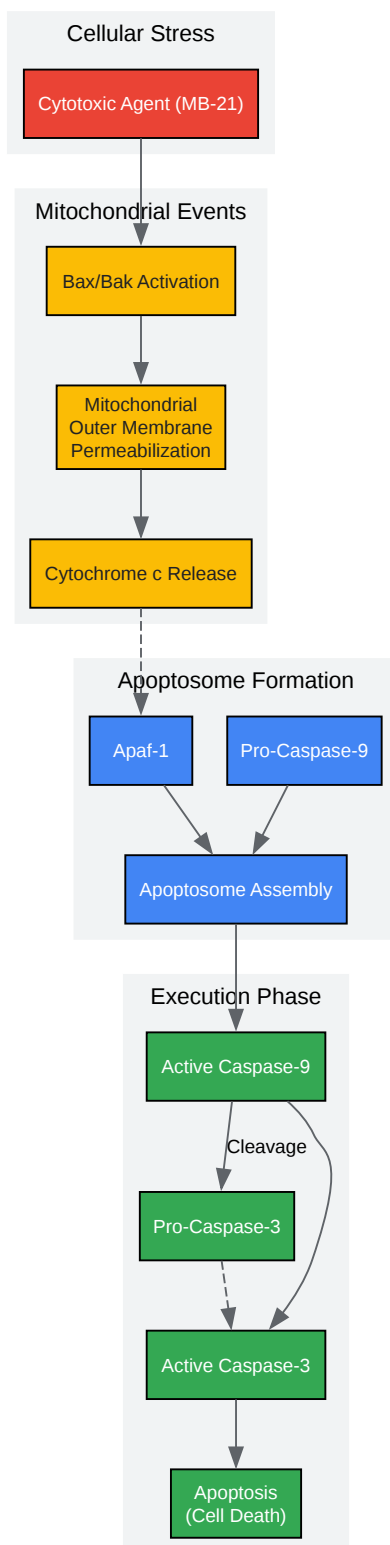 Cellular Stress
Cytotoxic Agent (MB-21)
Mitochondrial Events
Bax/Bak Activation
Mitochondrial
Outer Membrane
Permeabilization
Cytochrome c Release
Apoptosome Formation
Apaf-1
Pro-Caspase-9
Apoptosome Assembly
Execution Phase
Active Caspase-9
Cleavage
Pro-Caspase-3
Active Caspase-3
Apoptosis
(Cell Death)